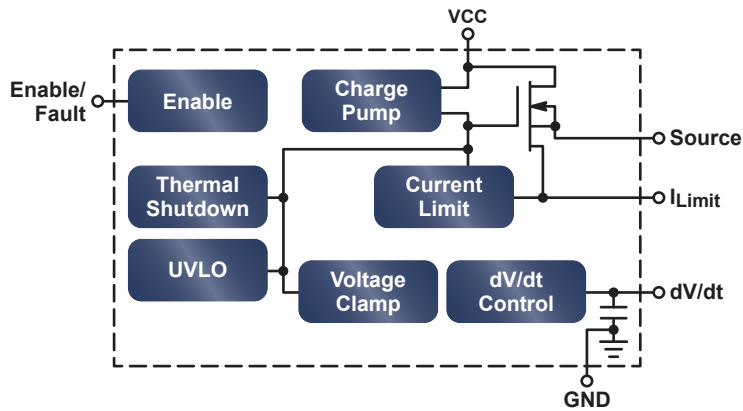 VCC
Enable/
Fault
Enable
Charge
Pump
Source
Thermal
Shutdown
Current
Limit
ILimit
UVLO
Voltage
Clamp
dV/dt
Control
dV/dt
GND